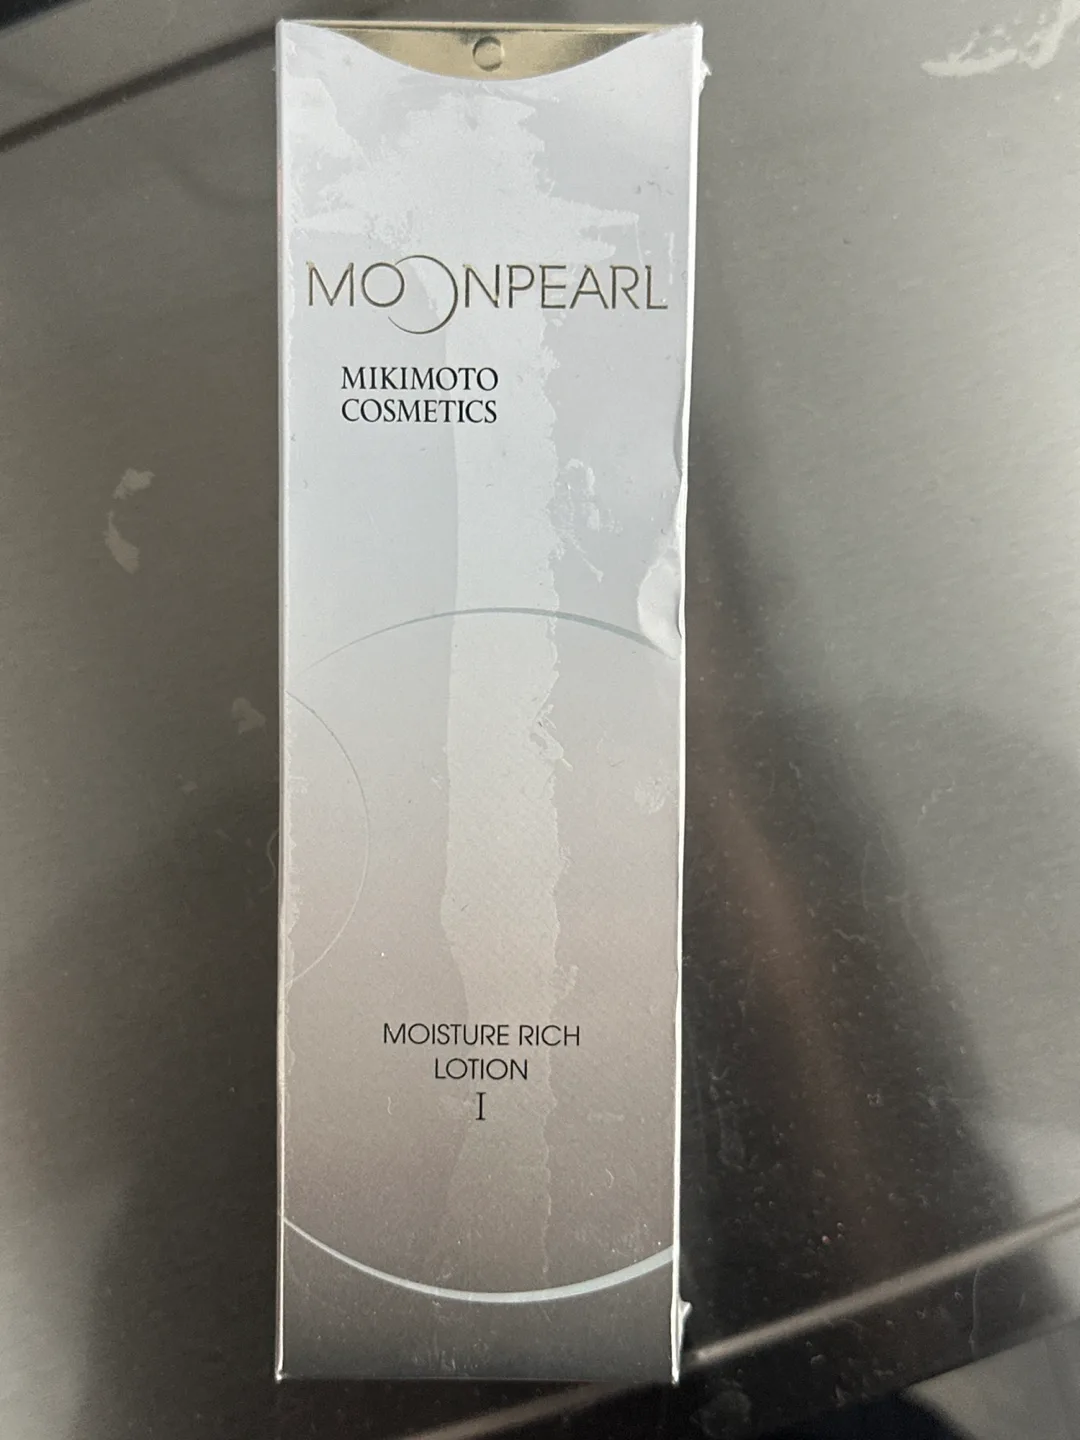 MOONPEARL
MIKIMOTO
COSMETICS
MOISTURE RICH
LOTION
I